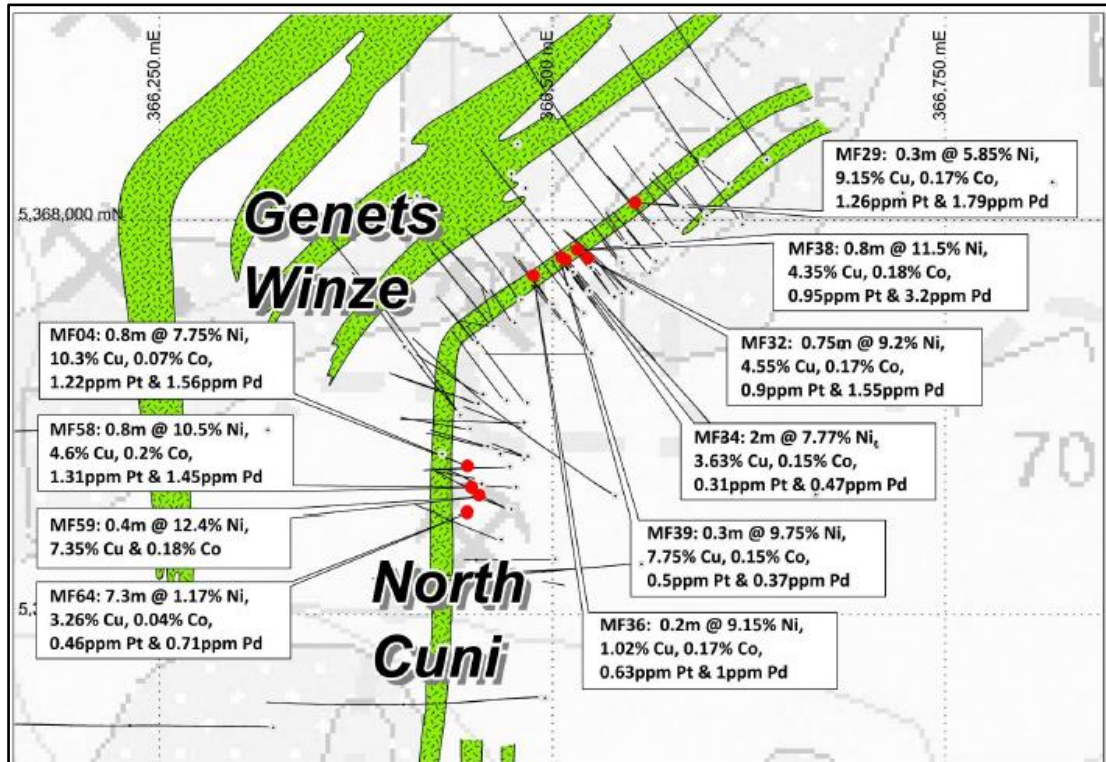 366,250 mE
366,500 mE
366,750 mE
MF29: 0.3m @ 5.85% Ni,
9.15% Cu, 0.17% Co,
1.26ppm Pt & 1.79ppm Pd
5,368,000 mN
Genets
Winze
MF38: 0.8m @ 11.5% Ni,
4.35% Cu, 0.18% Co,
0.95ppm Pt & 3.2ppm Pd
MF04: 0.8m @ 7.75% Ni,
10.3% Cu, 0.07% Co,
1.22ppm Pt & 1.56ppm Pd
MF32: 0.75m @ 9.2% Ni,
4.55% Cu, 0.17% Co,
0.9ppm Pt & 1.55ppm Pd
MF58: 0.8m @ 10.5% Ni,
4.6% Cu, 0.2% Co,
1.31ppm Pt & 1.45ppm Pd
MF34: 2m @ 7.77% Ni,
3.63% Cu, 0.15% Co,
0.31ppm Pt & 0.47ppm Pd
70
MF59: 0.4m @ 12.4% Ni,
7.35% Cu & 0.18% Co
MF39: 0.3m @ 9.75% Ni,
7.75% Cu, 0.15% Co,
0.5ppm Pt & 0.37ppm Pd
MF64: 7.3m @ 1.17% Ni,
3.26% Cu, 0.04% Co,
0.46ppm Pt & 0.71ppm Pd
North
Cuni
MF36: 0.2m @ 9.15% Ni,
1.02% Cu, 0.17% Co,
0.63ppm Pt & 1ppm Pd